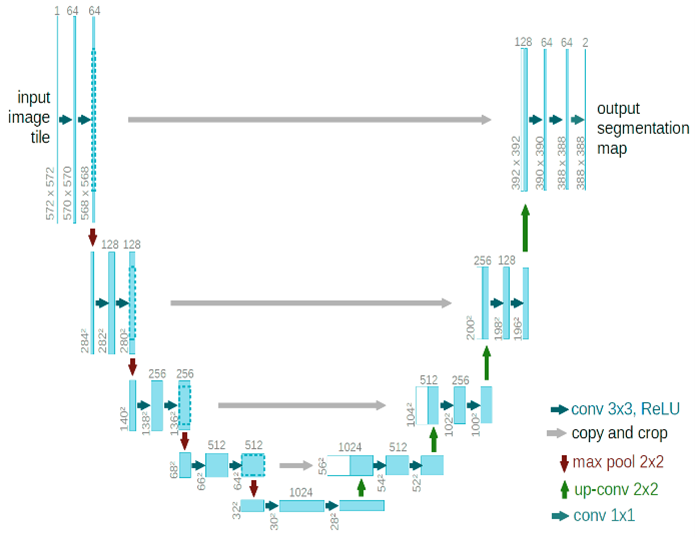 1 64 64
input
image
tile
572 x 572
570 x 570
568 x 568
128 64 64 2
output
segmentation
map
392 x 392
390 x 390
388 x 388
388 x 388
128 128
284²
282²
280²
256 128
200²
198²
196²
256 256
140²
138²
136²
512 256
104²
102²
100²
512 512
68²
66²
64²
1024 512
56²
54²
52²
1024
32²
30²
28²
conv 3x3, ReLU
copy and crop
max pool 2x2
up-conv 2x2
conv 1x1